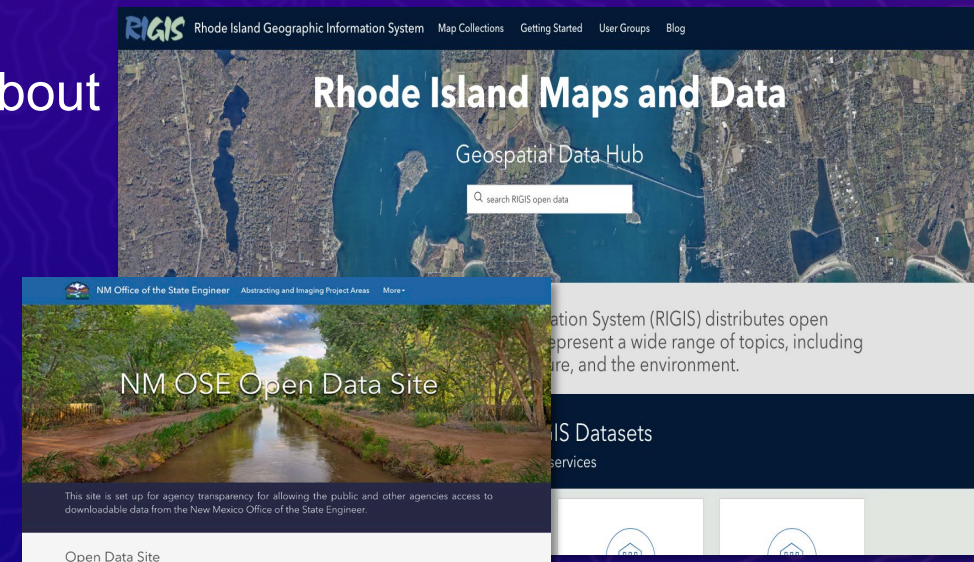 bout
RIGIS Rhode Island Geographic Information System Map Collections Getting Started User Groups Blog
Rhode Island Maps and Data
Geospatial Data Hub
search RIGIS open data
ation System (RIGIS) distributes open
epresent a wide range of topics, including
ure, and the environment.
IS Datasets
services
NM Office of the State Engineer Abstracting and Imaging Project Areas More
NM OSE Open Data Site
This site is set up for agency transparency for allowing the public and other agencies access to
downloadable data from the New Mexico Office of the State Engineer.
Open Data Site